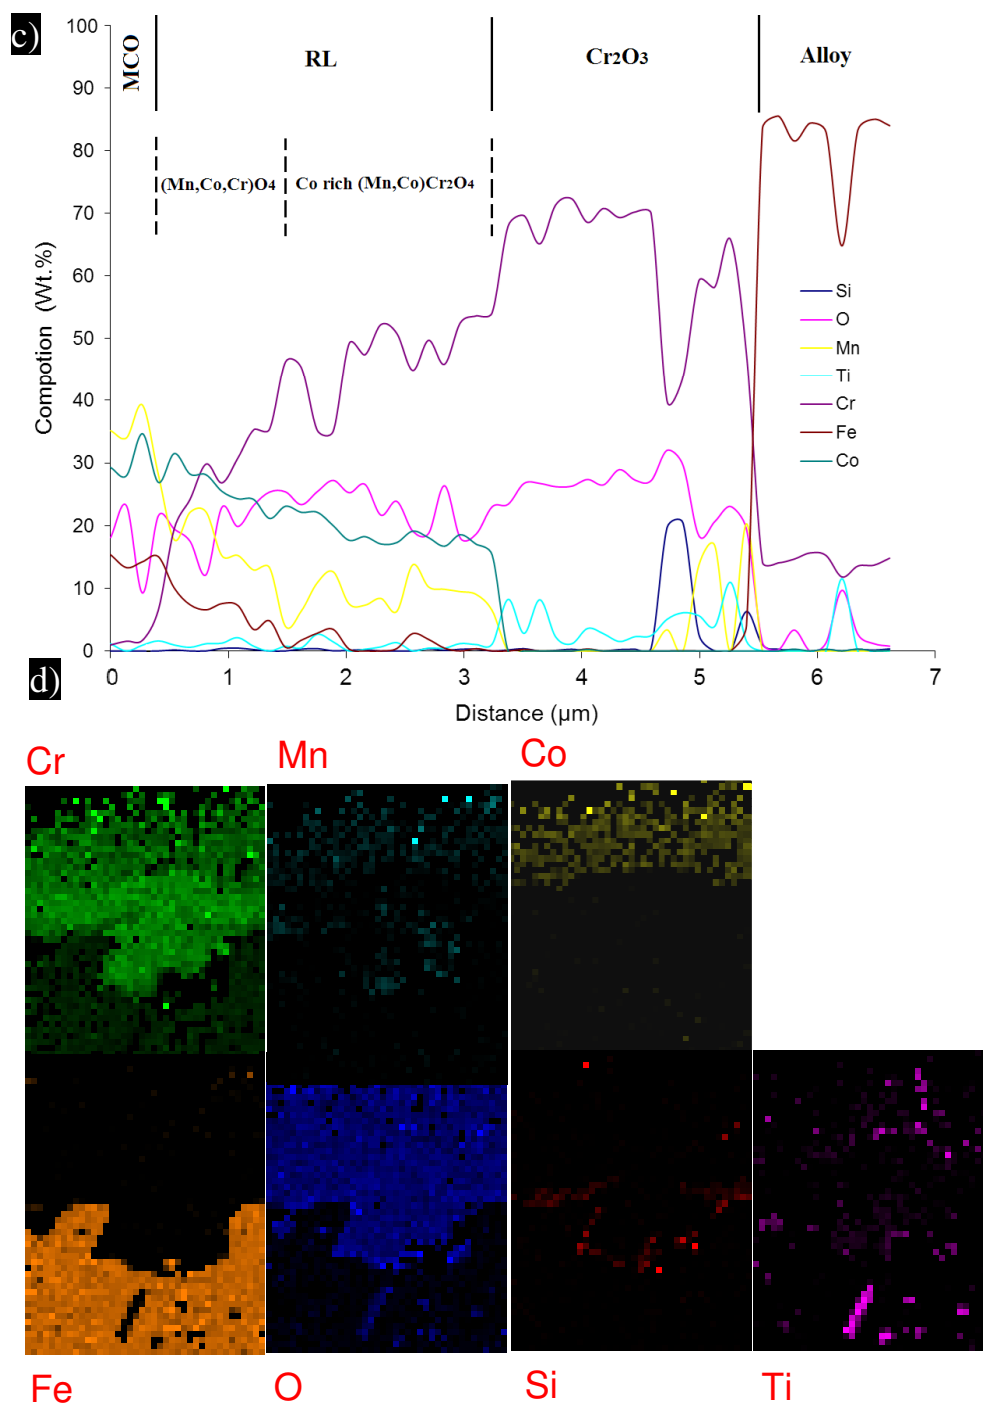 c)
MCO
RL
Cr2O3
Alloy
(Mn,Co,Cr)O4
Co rich (Mn,Co)Cr2O4
Compotion (Wt.%)
100
90
80
70
60
50
40
30
20
10
0
Si
O
Mn
Ti
Cr
Fe
Co
0 1 2 3 4 5 6 7
Distance (µm)
d)
Cr Mn Co
Fe O Si Ti